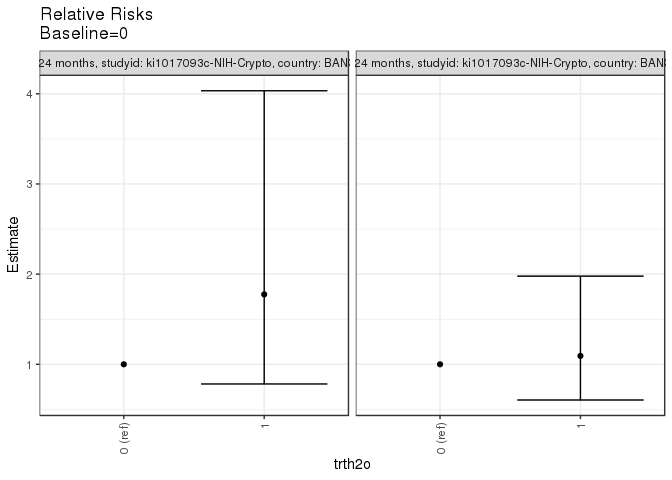 Relative Risks
Baseline=0
24 months, studyid: ki1017093c-NIH-Crypto, country: BAN
24 months, studyid: ki1017093c-NIH-Crypto, country: BAN
4
3
2
1
Estimate
0 (ref)
1
0 (ref)
1
trth2o